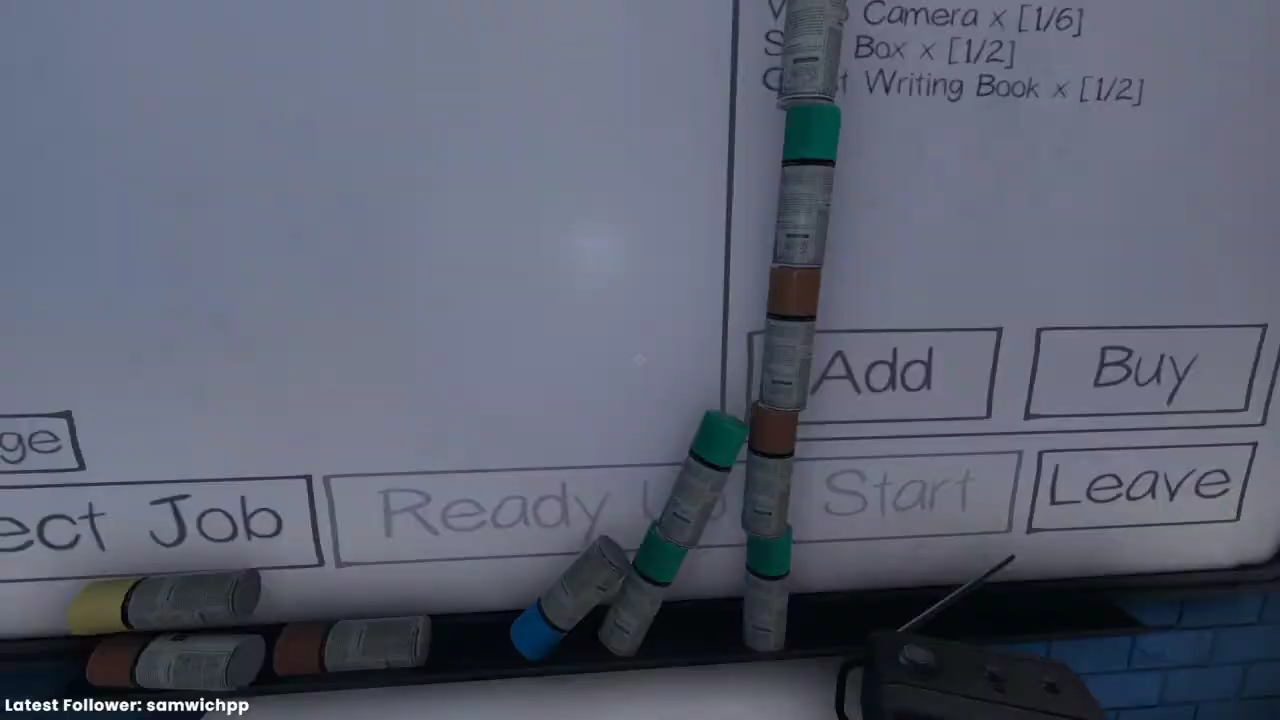 Camera x [1/6]
Box x [1/2]
Writing Book x [1/2]
Add
Buy
ge
ect Job
Ready
Start
Leave
Latest Follower: samwichpp